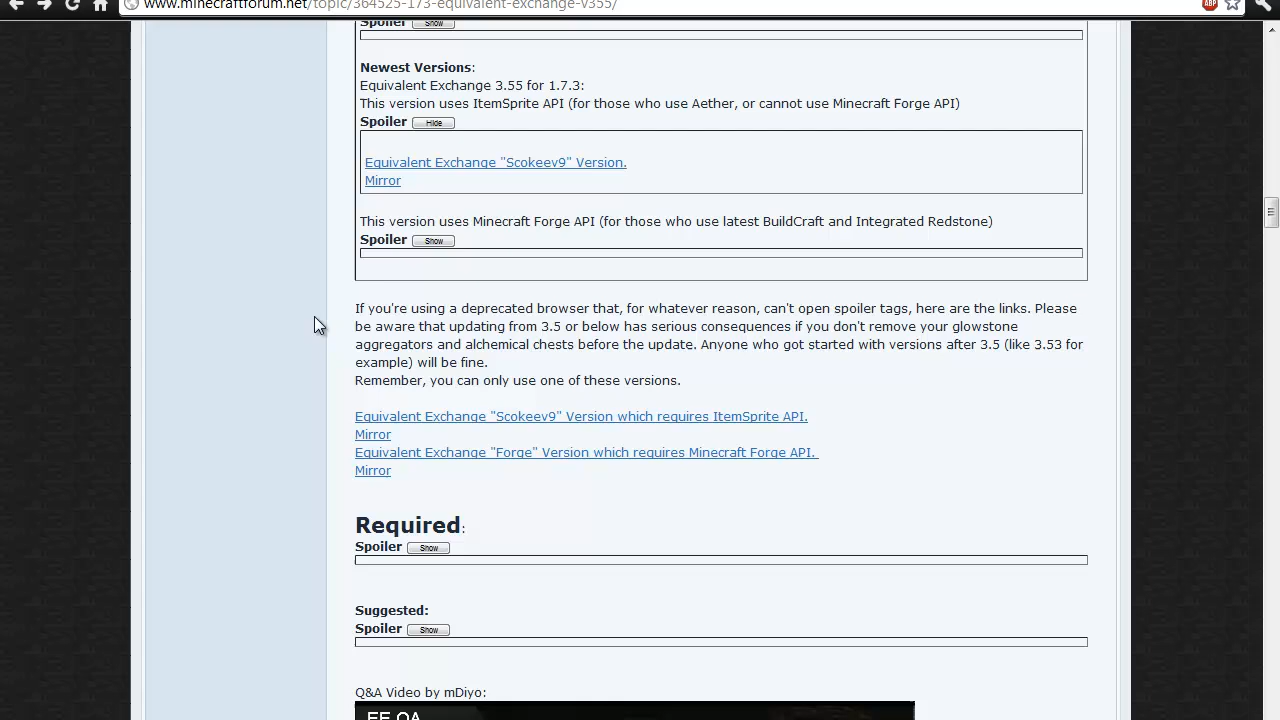 www.minecraftforum.net/topic/364525-173-equivalent-exchange-v355/
ABP
Spoiler Show
Newest Versions:
Equivalent Exchange 3.55 for 1.7.3:
This version uses ItemSprite API (for those who use Aether, or cannot use Minecraft Forge API)
Spoiler Hide
Equivalent Exchange "Scokeev9" Version.
Mirror
This version uses Minecraft Forge API (for those who use latest BuildCraft and Integrated Redstone)
Spoiler Show
If you're using a deprecated browser that, for whatever reason, can't open spoiler tags, here are the links. Please
be aware that updating from 3.5 or below has serious consequences if you don't remove your glowstone
aggregators and alchemical chests before the update. Anyone who got started with versions after 3.5 (like 3.53 for
example) will be fine.
Remember, you can only use one of these versions.
Equivalent Exchange "Scokeev9" Version which requires ItemSprite API.
Mirror
Equivalent Exchange "Forge" Version which requires Minecraft Forge API.
Mirror
Required:
Spoiler Show
Suggested:
Spoiler Show
Q&A Video by mDiyo:
EE QA